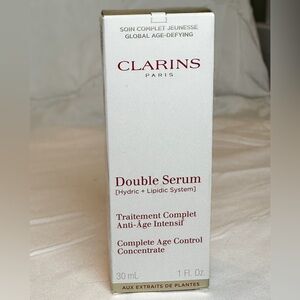 SOIN COMPLET JEUNESSE
GLOBAL AGE-DEFYING
CLARINS
PARIS
Double Serum
[Hydric + Lipidic System]
Traitement Complet
Anti-Âge Intensif
Complete Age Control
Concentrate
30 mL 1 Fl. Oz.
AUX EXTRAITS DE PLANTES